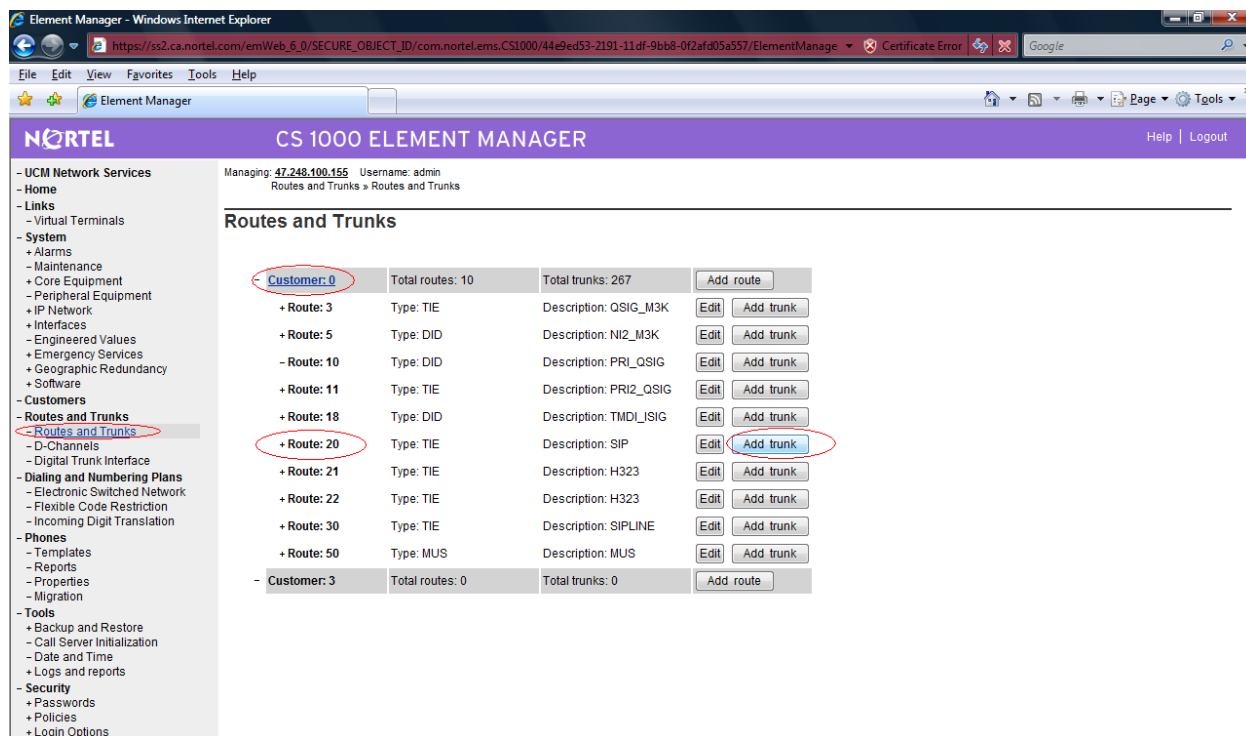 Element Manager - Windows Internet Explorer
https://ss2.ca.nortel.com/emWeb_6_0/SECURE_OBJECT_ID/com.nortel.ems.CS1000/44e9ed53-2191-11df-9bb8-0f2afd05a557/ElementManage Certificate Error Google
File Edit View Favorites Tools Help
Element Manager Page Tools
NORTEL CS 1000 ELEMENT MANAGER Help | Logout
- UCM Network Services
- Home
- Links
- Virtual Terminals
- System
+ Alarms
- Maintenance
+ Core Equipment
- Peripheral Equipment
+ IP Network
+ Interfaces
- Engineered Values
+ Emergency Services
+ Geographic Redundancy
+ Software
- Customers
- Routes and Trunks
- Routes and Trunks
- D-Channels
- Digital Trunk Interface
- Dialing and Numbering Plans
- Electronic Switched Network
- Flexible Code Restriction
- Incoming Digit Translation
- Phones
- Templates
- Reports
- Properties
- Migration
- Tools
+ Backup and Restore
- Call Server Initialization
- Date and Time
+ Logs and reports
- Security
+ Passwords
+ Policies
+ Login Options
Managing: 47.248.100.155 Username: admin
Routes and Trunks » Routes and Trunks
Routes and Trunks
- Customer: 0 Total routes: 10 Total trunks: 267 Add route
+ Route: 3 Type: TIE Description: QSIG_M3K Edit Add trunk
+ Route: 5 Type: DID Description: NI2_M3K Edit Add trunk
- Route: 10 Type: DID Description: PRI_QSIG Edit Add trunk
+ Route: 11 Type: TIE Description: PRI2_QSIG Edit Add trunk
+ Route: 18 Type: DID Description: TMDI_ISIG Edit Add trunk
+ Route: 20 Type: TIE Description: SIP Edit Add trunk
+ Route: 21 Type: TIE Description: H323 Edit Add trunk
+ Route: 22 Type: TIE Description: H323 Edit Add trunk
+ Route: 30 Type: TIE Description: SIPLINE Edit Add trunk
+ Route: 50 Type: MUS Description: MUS Edit Add trunk
- Customer: 3 Total routes: 0 Total trunks: 0 Add route